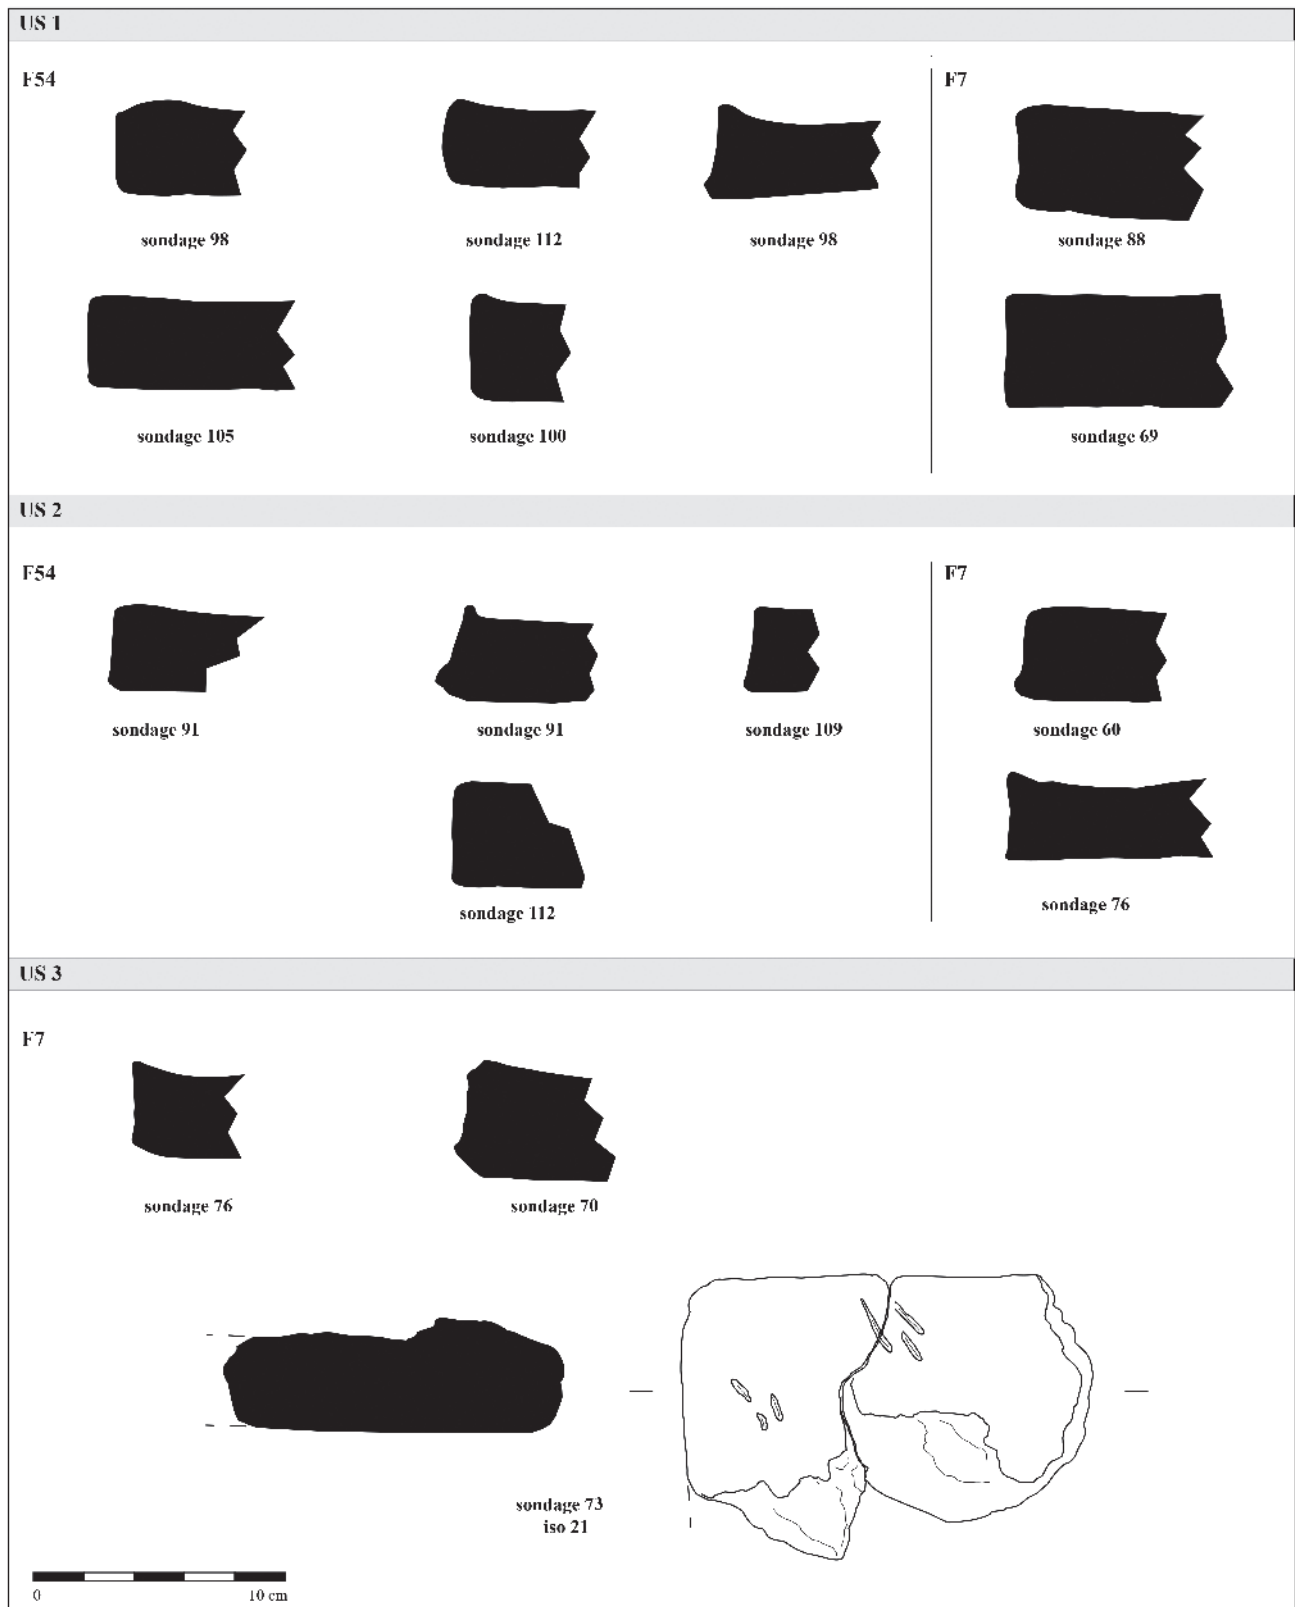 US 1
F54
F7
sondage 98
sondage 112
sondage 98
sondage 88
sondage 105
sondage 100
sondage 69
US 2
F54
F7
sondage 91
sondage 91
sondage 109
sondage 60
sondage 112
sondage 76
US 3
F7
sondage 76
sondage 70
sondage 73
iso 21
0 10 cm